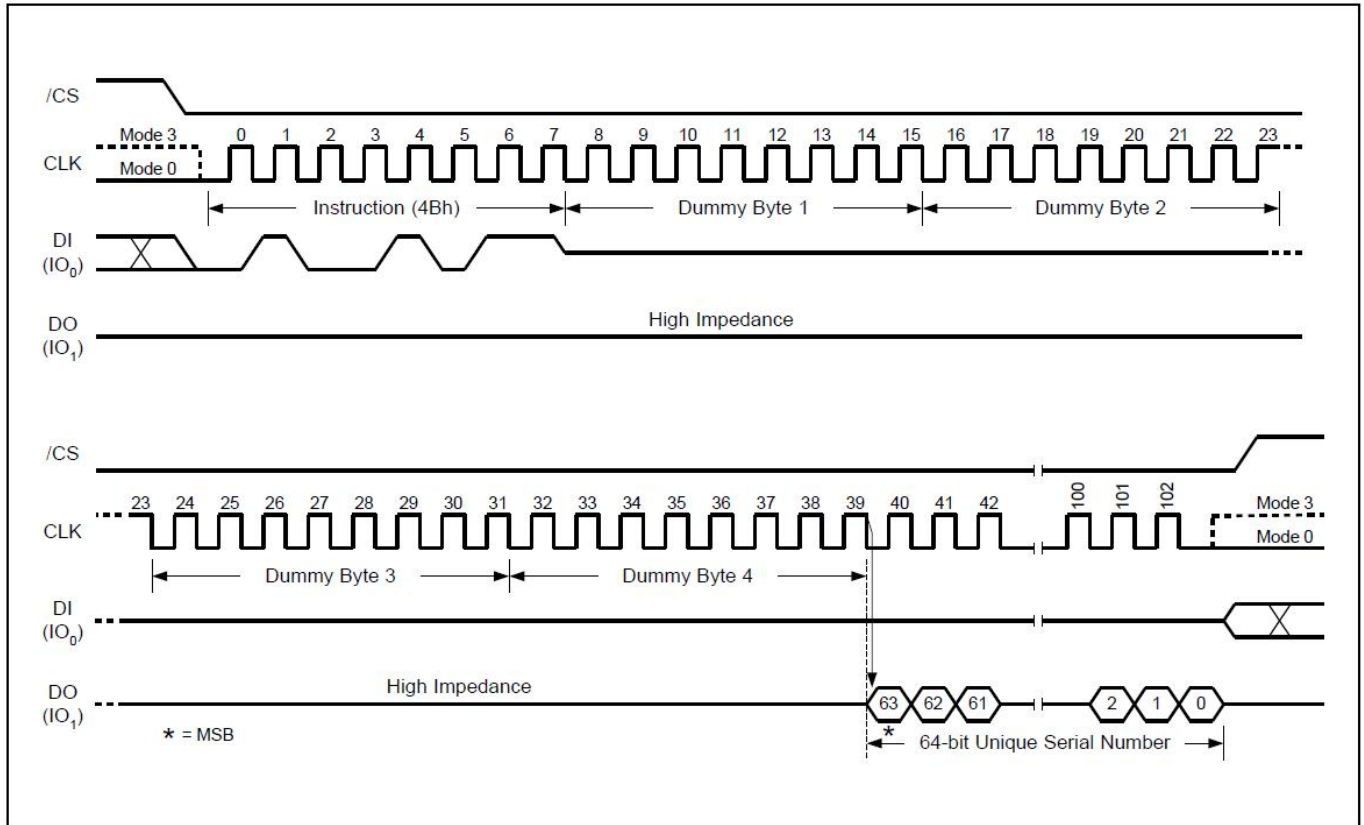 /CS
Mode 3
0 1 2 3 4 5 6 7 8 9 10 11 12 13 14 15 16 17 18 19 20 21 22 23
CLK
Mode 0
Instruction (4Bh) Dummy Byte 1 Dummy Byte 2
DI
(IO0)
High Impedance
DO
(IO1)
/CS
23 24 25 26 27 28 29 30 31 32 33 34 35 36 37 38 39 40 41 42 100 101 102
Mode 3
CLK
Mode 0
Dummy Byte 3 Dummy Byte 4
DI
(IO0)
High Impedance
DO
(IO1)
63 62 61 2 1 0
* = MSB
*
64-bit Unique Serial Number